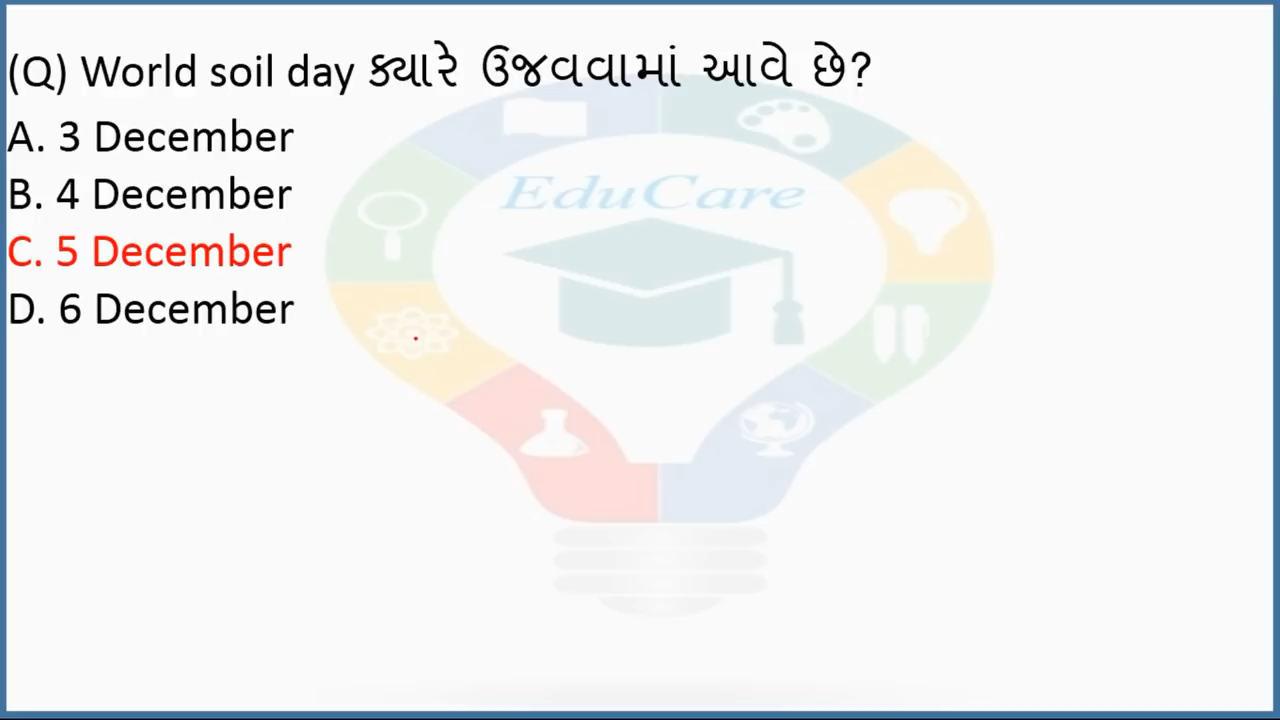 (Q) World soil day ક્યારે ઉજવવામાં આવે છે?
A. 3 December
B. 4 December
C. 5 December
D. 6 December
EduCare